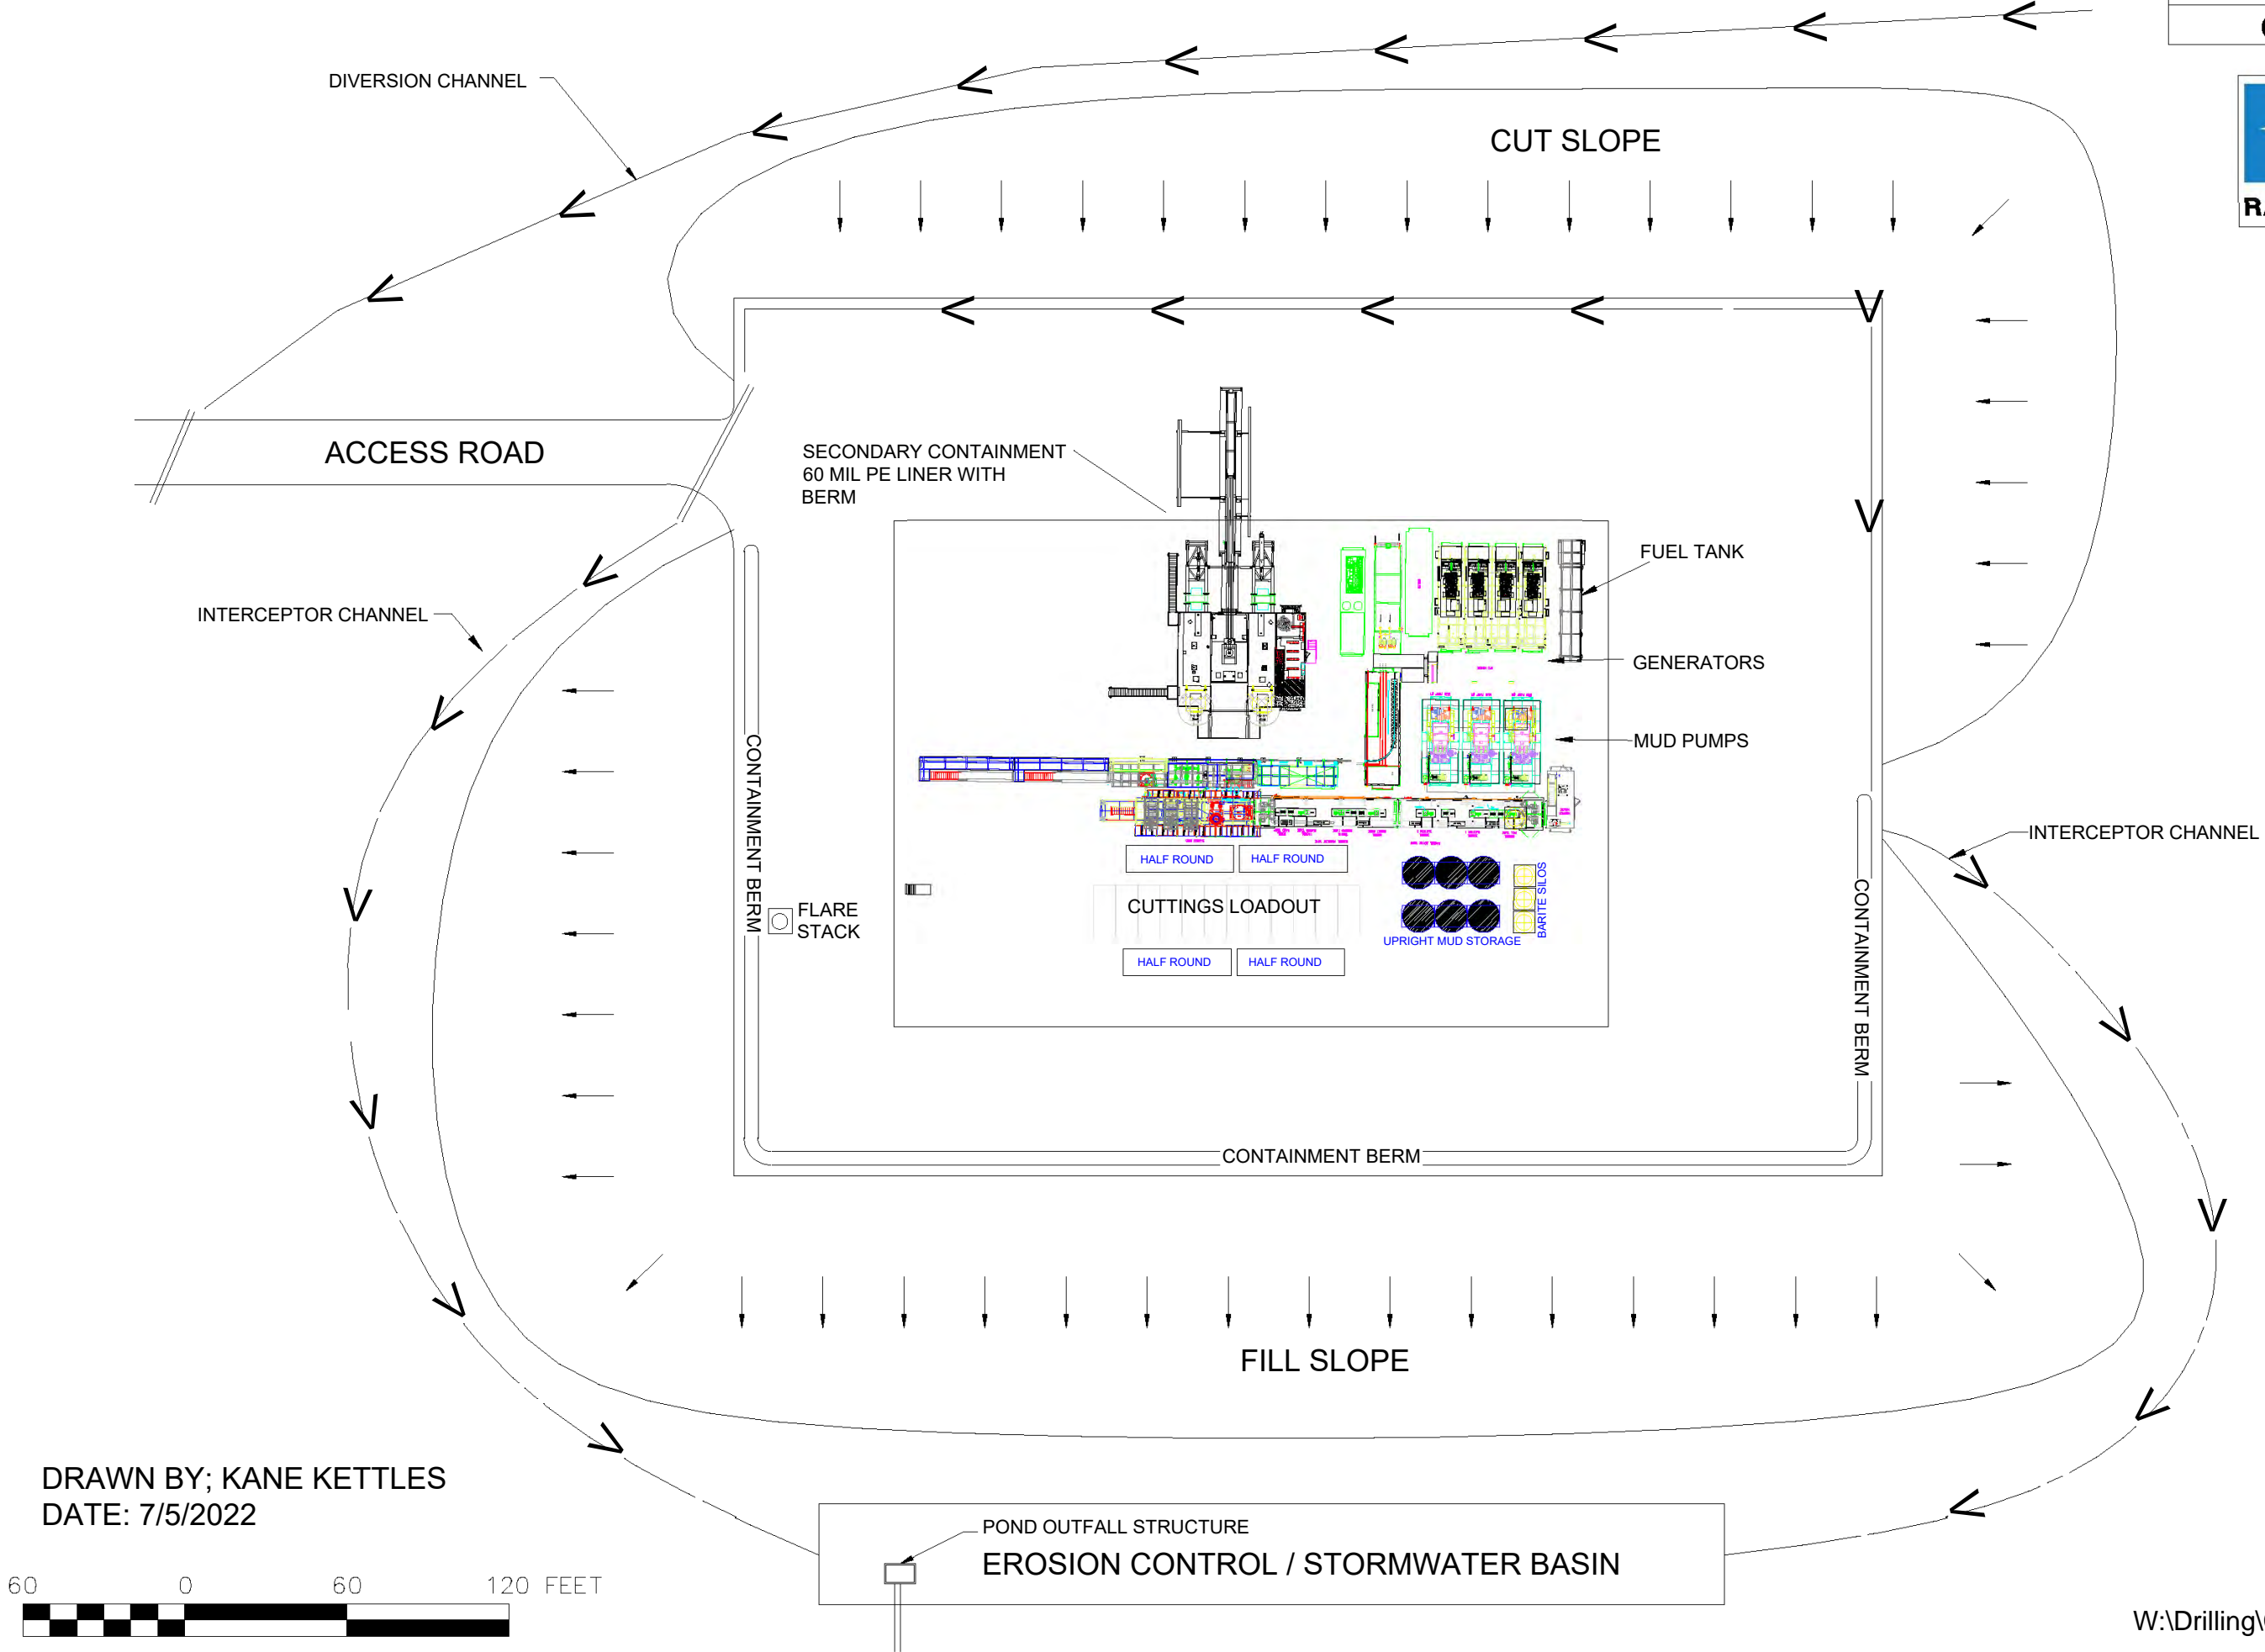 DIVERSION CHANNEL
CUT SLOPE
ACCESS ROAD
SECONDARY CONTAINMENT
60 MIL PE LINER WITH
BERM
FUEL TANK
INTERCEPTOR CHANNEL
GENERATORS
MUD PUMPS
CONTAINMENT BERM
INTERCEPTOR CHANNEL
HALF ROUND
HALF ROUND
BARITE SILOS
CONTAINMENT BERM
FLARE
STACK
CUTTINGS LOADOUT
UPRIGHT MUD STORAGE
HALF ROUND
HALF ROUND
CONTAINMENT BERM
FILL SLOPE
DRAWN BY; KANE KETTLES
DATE: 7/5/2022
POND OUTFALL STRUCTURE
EROSION CONTROL / STORMWATER BASIN
60 0 60 120 FEET
W:\Drilling\